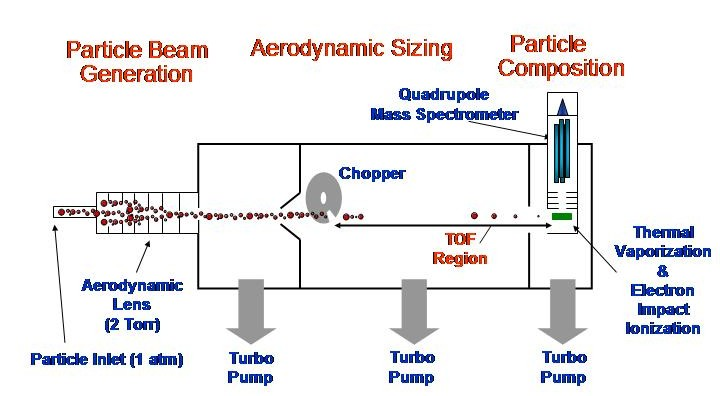 Particle Beam
Generation
Aerodynamic Sizing
Particle
Composition
Quadrupole
Mass Spectrometer
Chopper
TOF
Region
Thermal
Vaporization
&
Electron
Impact
Ionization
Aerodynamic
Lens
(2 Torr)
Particle Inlet (1 atm)
Turbo
Pump
Turbo
Pump
Turbo
Pump